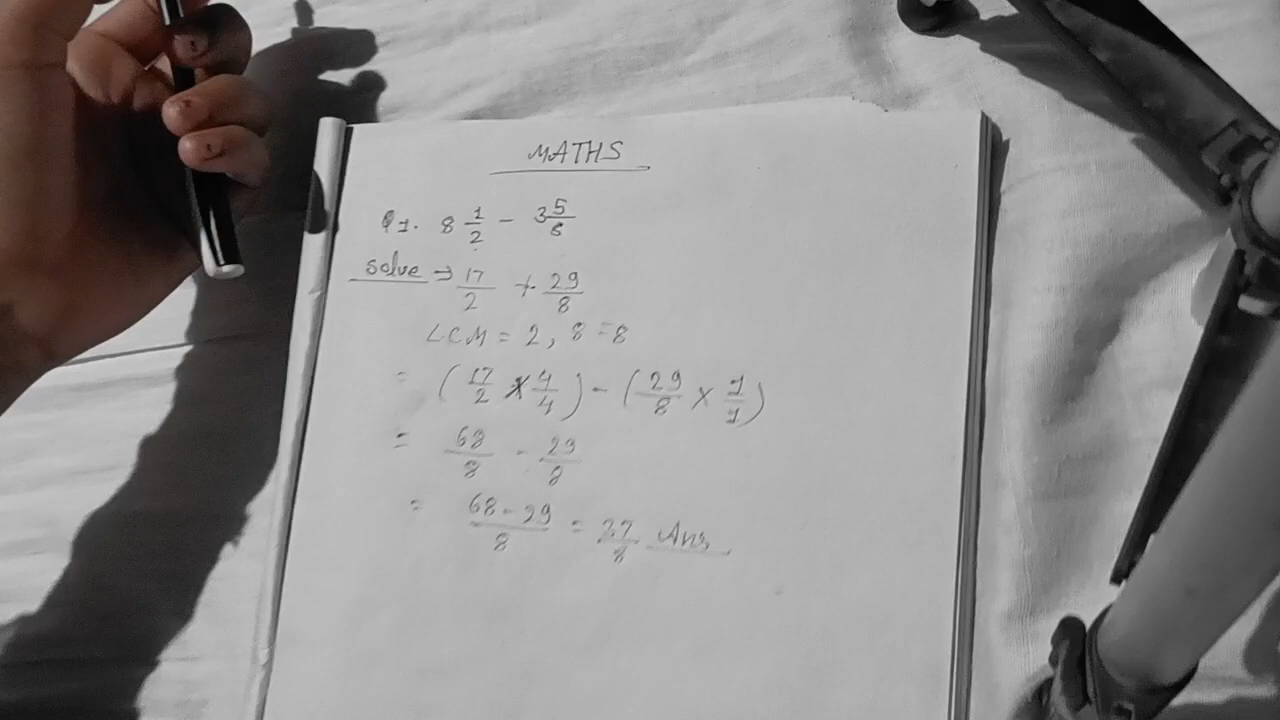 MATHS
Q1. 8 1/2 - 3 5/8
Solve → 17/2 + 29/8
LCM = 2, 8 = 8
= (17/2 × 4/4) - (29/8 × 1/1)
= 68/8 - 29/8
= 68-29/8 = 37/8 Ans